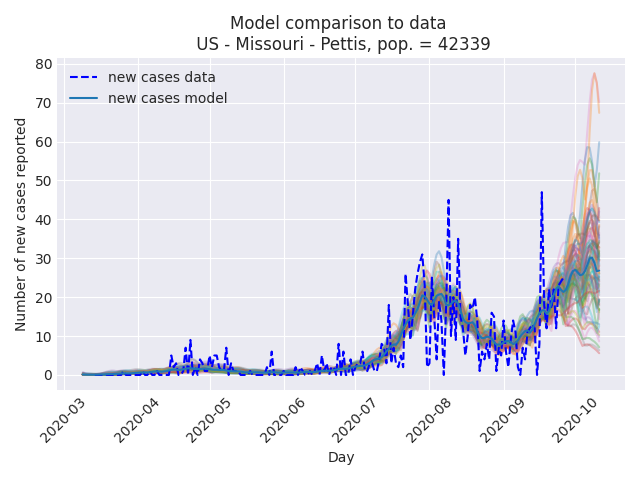 Model comparison to data
US - Missouri - Pettis, pop. = 42339
new cases data
new cases model
Number of new cases reported
80
70
60
50
40
30
20
10
0
2020-03
2020-04
2020-05
2020-06
2020-07
2020-08
2020-09
2020-10
Day